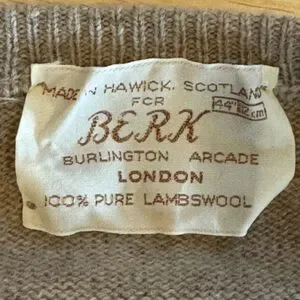 MADE IN HAWICK, SCOTLAND
FOR
44" 112 cm
BERK
BURLINGTON ARCADE
LONDON
100% PURE LAMBSWOOL